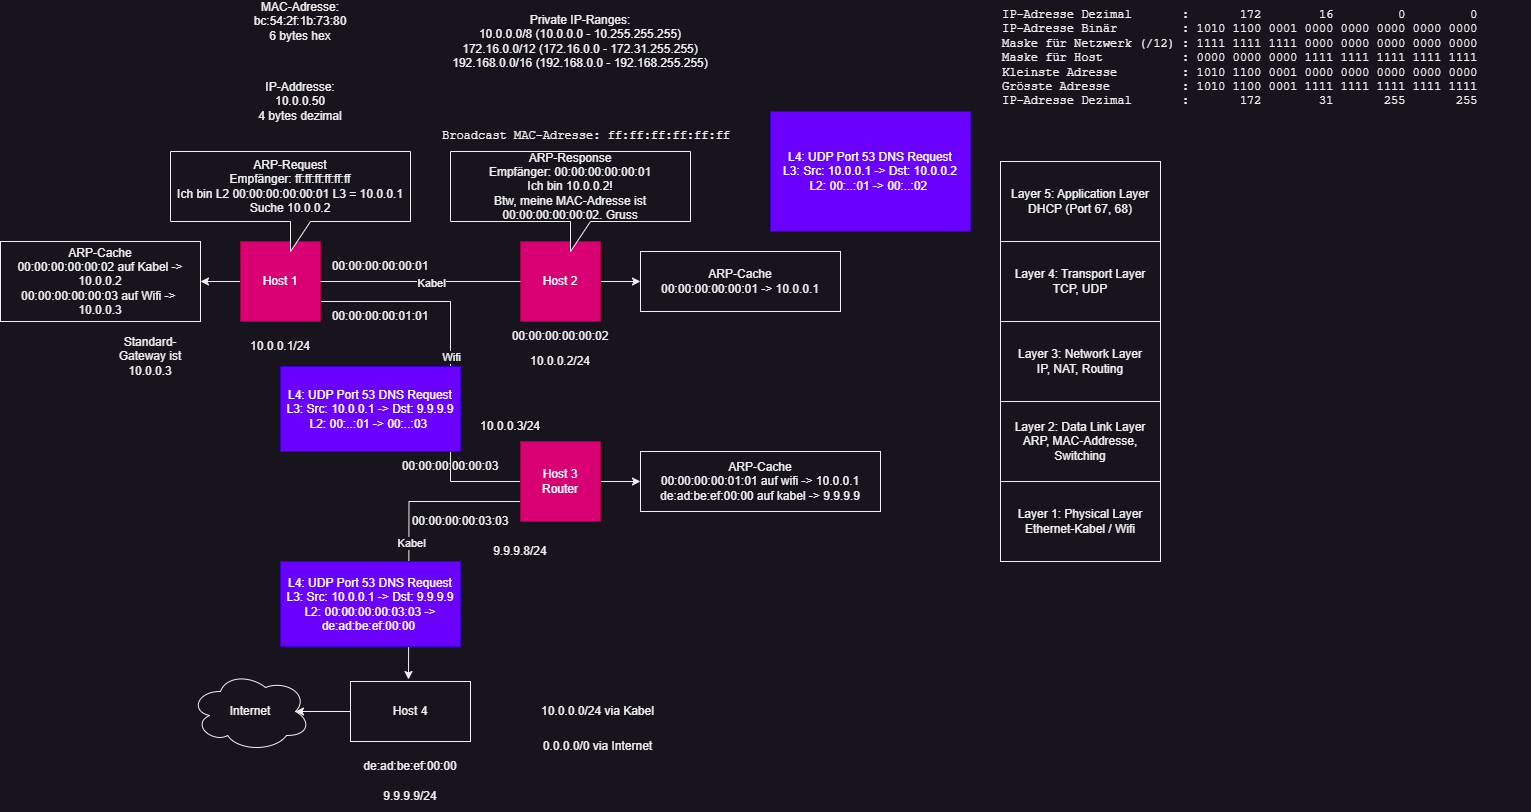 MAC-Adresse:
bc:54:2f:1b:73:80
6 bytes hex
IP-Addresse:
10.0.0.50
4 bytes dezimal
Private IP-Ranges:
10.0.0.0/8 (10.0.0.0 - 10.255.255.255)
172.16.0.0/12 (172.16.0.0 - 172.31.255.255)
192.168.0.0/16 (192.168.0.0 - 192.168.255.255)
IP-Adresse Dezimal : 172 16 0 0
IP-Adresse Binär : 1010 1100 0001 0000 0000 0000 0000 0000
Maske für Netzwerk (/12) : 1111 1111 1111 0000 0000 0000 0000 0000
Maske für Host : 0000 0000 0000 1111 1111 1111 1111 1111
Kleinste Adresse : 1010 1100 0001 0000 0000 0000 0000 0000
Grösste Adresse : 1010 1100 0001 1111 1111 1111 1111 1111
IP-Adresse Dezimal : 172 31 255 255
Broadcast MAC-Adresse: ff:ff:ff:ff:ff:ff
ARP-Request
Empfänger: ff:ff:ff:ff:ff:ff
Ich bin L2 00:00:00:00:00:01 L3 = 10.0.0.1
Suche 10.0.0.2
ARP-Response
Empfänger: 00:00:00:00:00:01
Ich bin 10.0.0.2!
Btw, meine MAC-Adresse ist
00:00:00:00:00:02. Gruss
L4: UDP Port 53 DNS Request
L3: Src: 10.0.0.1 -> Dst: 10.0.0.2
L2: 00:..:01 -> 00:..:02
ARP-Cache
00:00:00:00:00:02 auf Kabel ->
10.0.0.2
00:00:00:00:00:03 auf Wifi ->
10.0.0.3
Host 1
00:00:00:00:00:01
Kabel
00:00:00:00:01:01
Host 2
ARP-Cache
00:00:00:00:00:01 -> 10.0.0.1
Standard-
Gateway ist
10.0.0.3
10.0.0.1/24
Wifi
00:00:00:00:00:02
10.0.0.2/24
L4: UDP Port 53 DNS Request
L3: Src: 10.0.0.1 -> Dst: 9.9.9.9
L2: 00:..:01 -> 00:..:03
10.0.0.3/24
00:00:00:00:00:03
Host 3
Router
ARP-Cache
00:00:00:00:01:01 auf wifi -> 10.0.0.1
de:ad:be:ef:00:00 auf kabel -> 9.9.9.9
00:00:00:00:03:03
Kabel
9.9.9.8/24
L4: UDP Port 53 DNS Request
L3: Src: 10.0.0.1 -> Dst: 9.9.9.9
L2: 00:00:00:00:03:03 ->
de:ad:be:ef:00:00
Internet
Host 4
10.0.0.0/24 via Kabel
0.0.0.0/0 via Internet
de:ad:be:ef:00:00
9.9.9.9/24
Layer 5: Application Layer
DHCP (Port 67, 68)
Layer 4: Transport Layer
TCP, UDP
Layer 3: Network Layer
IP, NAT, Routing
Layer 2: Data Link Layer
ARP, MAC-Addresse,
Switching
Layer 1: Physical Layer
Ethernet-Kabel / Wifi